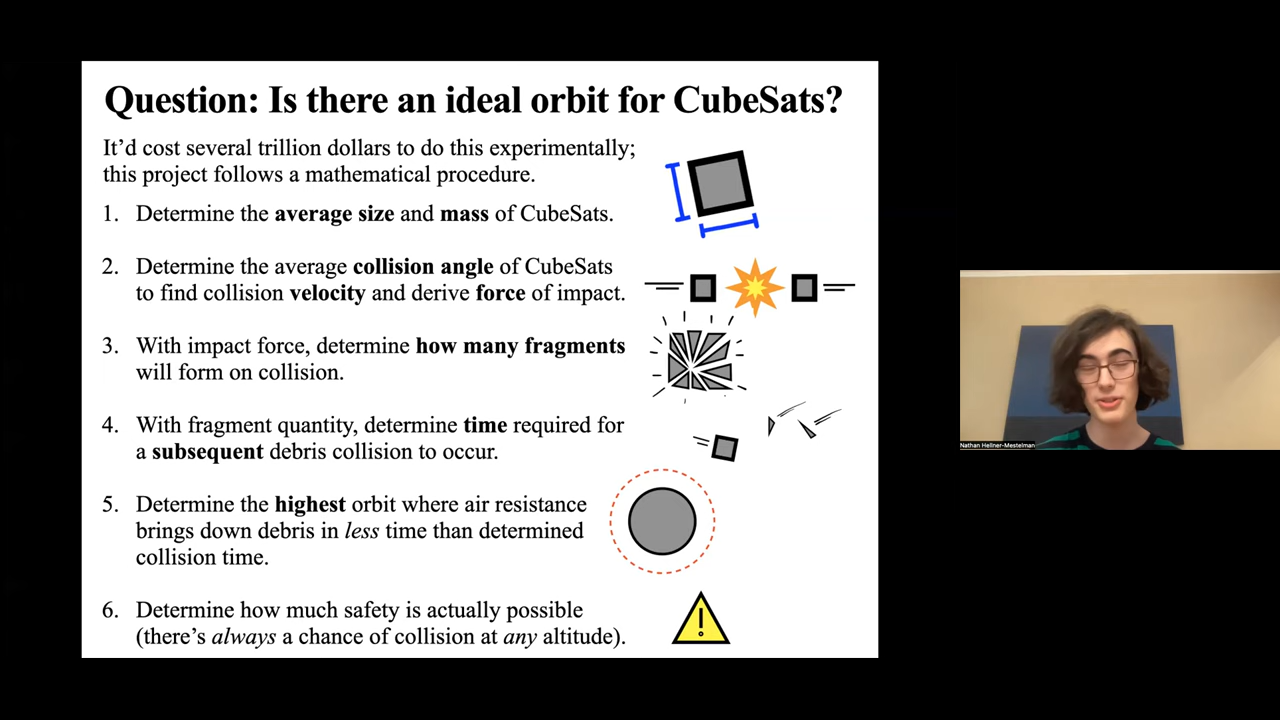 Question: Is there an ideal orbit for CubeSats?
It’d cost several trillion dollars to do this experimentally;
this project follows a mathematical procedure.
1. Determine the average size and mass of CubeSats.
2. Determine the average collision angle of CubeSats
to find collision velocity and derive force of impact.
3. With impact force, determine how many fragments
will form on collision.
4. With fragment quantity, determine time required for
a subsequent debris collision to occur.
5. Determine the highest orbit where air resistance
brings down debris in less time than determined
collision time.
6. Determine how much safety is actually possible
(there’s always a chance of collision at any altitude).
!
Nathan Hellner-Mestelman